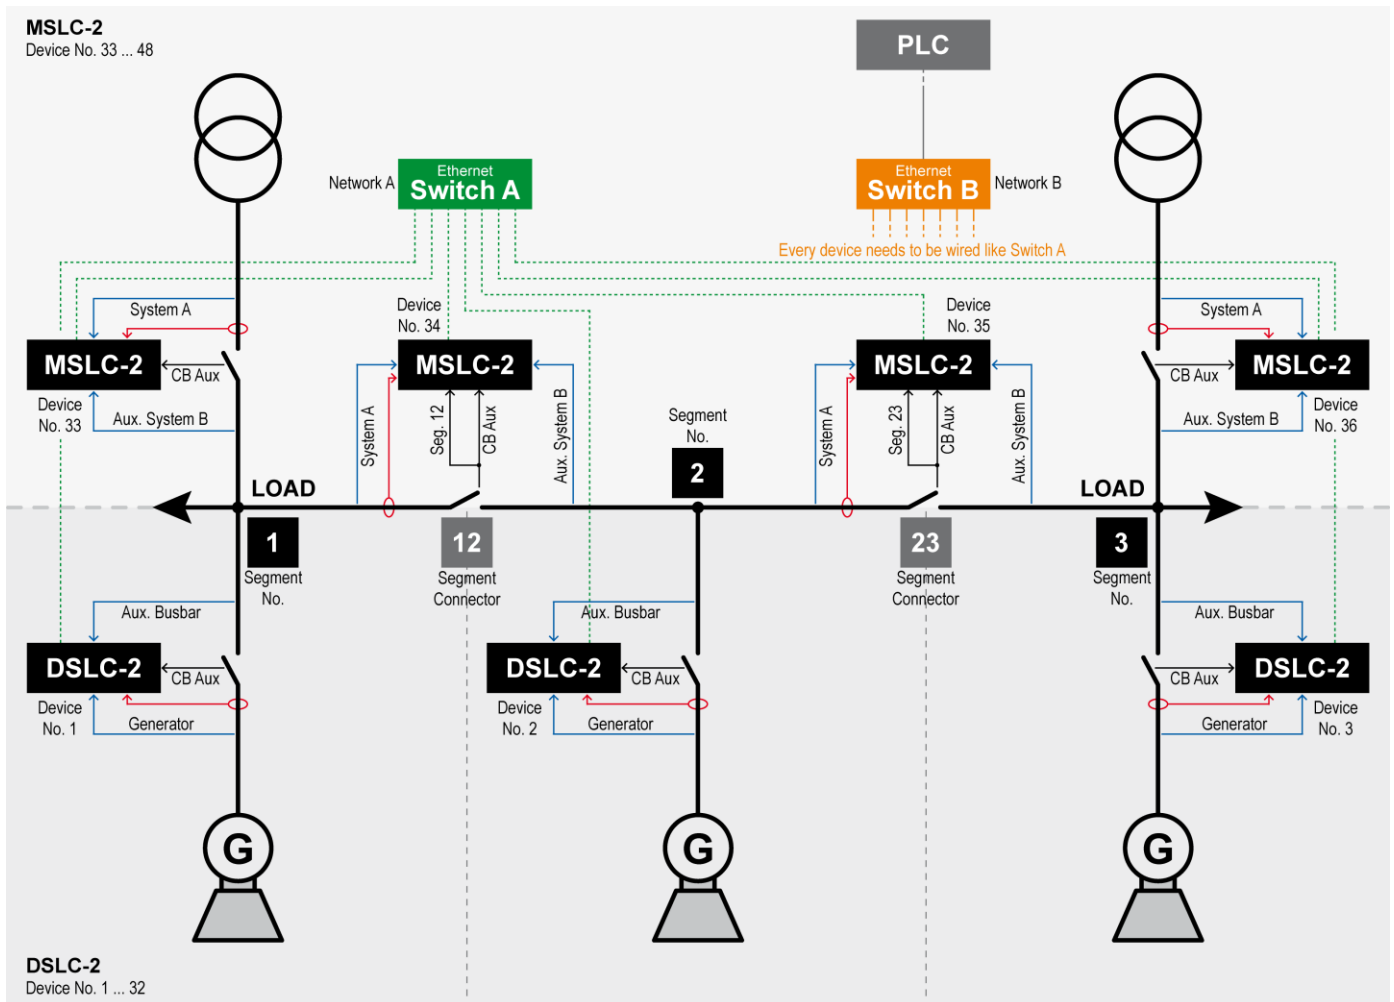 MSLC-2
Device No. 33 ... 48
PLC
Ethernet
Switch A
Network A
Ethernet
Switch B
Network B
Every device needs to be wired like Switch A
System A
MSLC-2
CB Aux
Device
No. 33
Aux. System B
Device
No. 34
MSLC-2
System A
Seg. 12
CB Aux
Aux. System B
Segment
No.
2
Device
No. 35
MSLC-2
System A
Seg. 23
CB Aux
Aux. System B
System A
MSLC-2
CB Aux
Device
No. 36
Aux. System B
LOAD
LOAD
1
Segment
No.
12
Segment
Connector
23
Segment
Connector
3
Segment
No.
Aux. Busbar
DSLC-2
CB Aux
Device
No. 1
Generator
G
Aux. Busbar
DSLC-2
CB Aux
Device
No. 2
Generator
G
Aux. Busbar
DSLC-2
CB Aux
Device
No. 3
Generator
G
DSLC-2
Device No. 1 ... 32